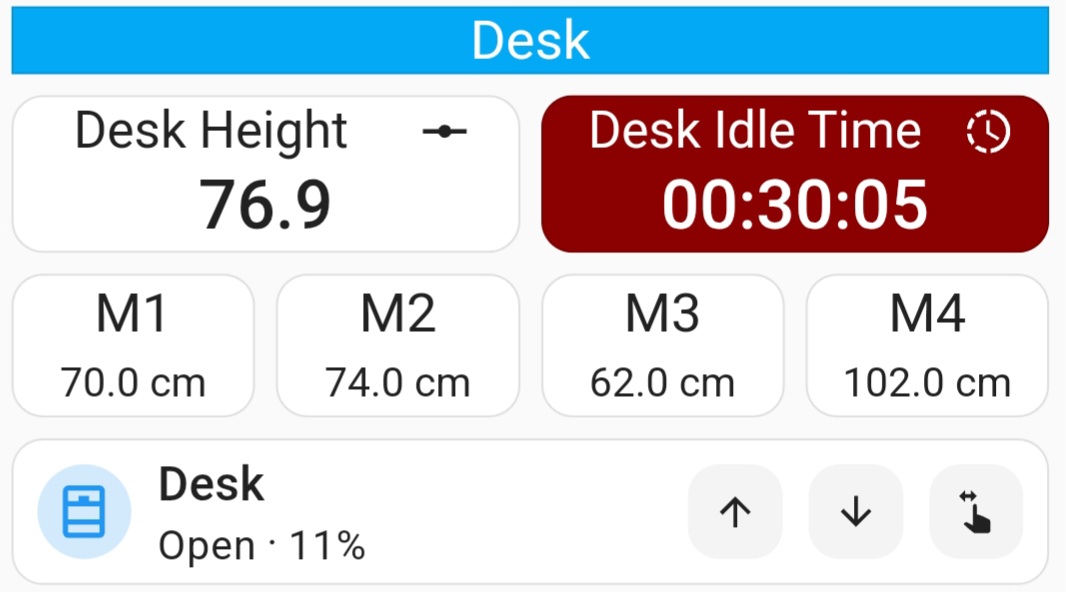 Desk
Desk Height
76.9
Desk Idle Time
00:30:05
M1
70.0 cm
M2
74.0 cm
M3
62.0 cm
M4
102.0 cm
Desk
Open · 11%